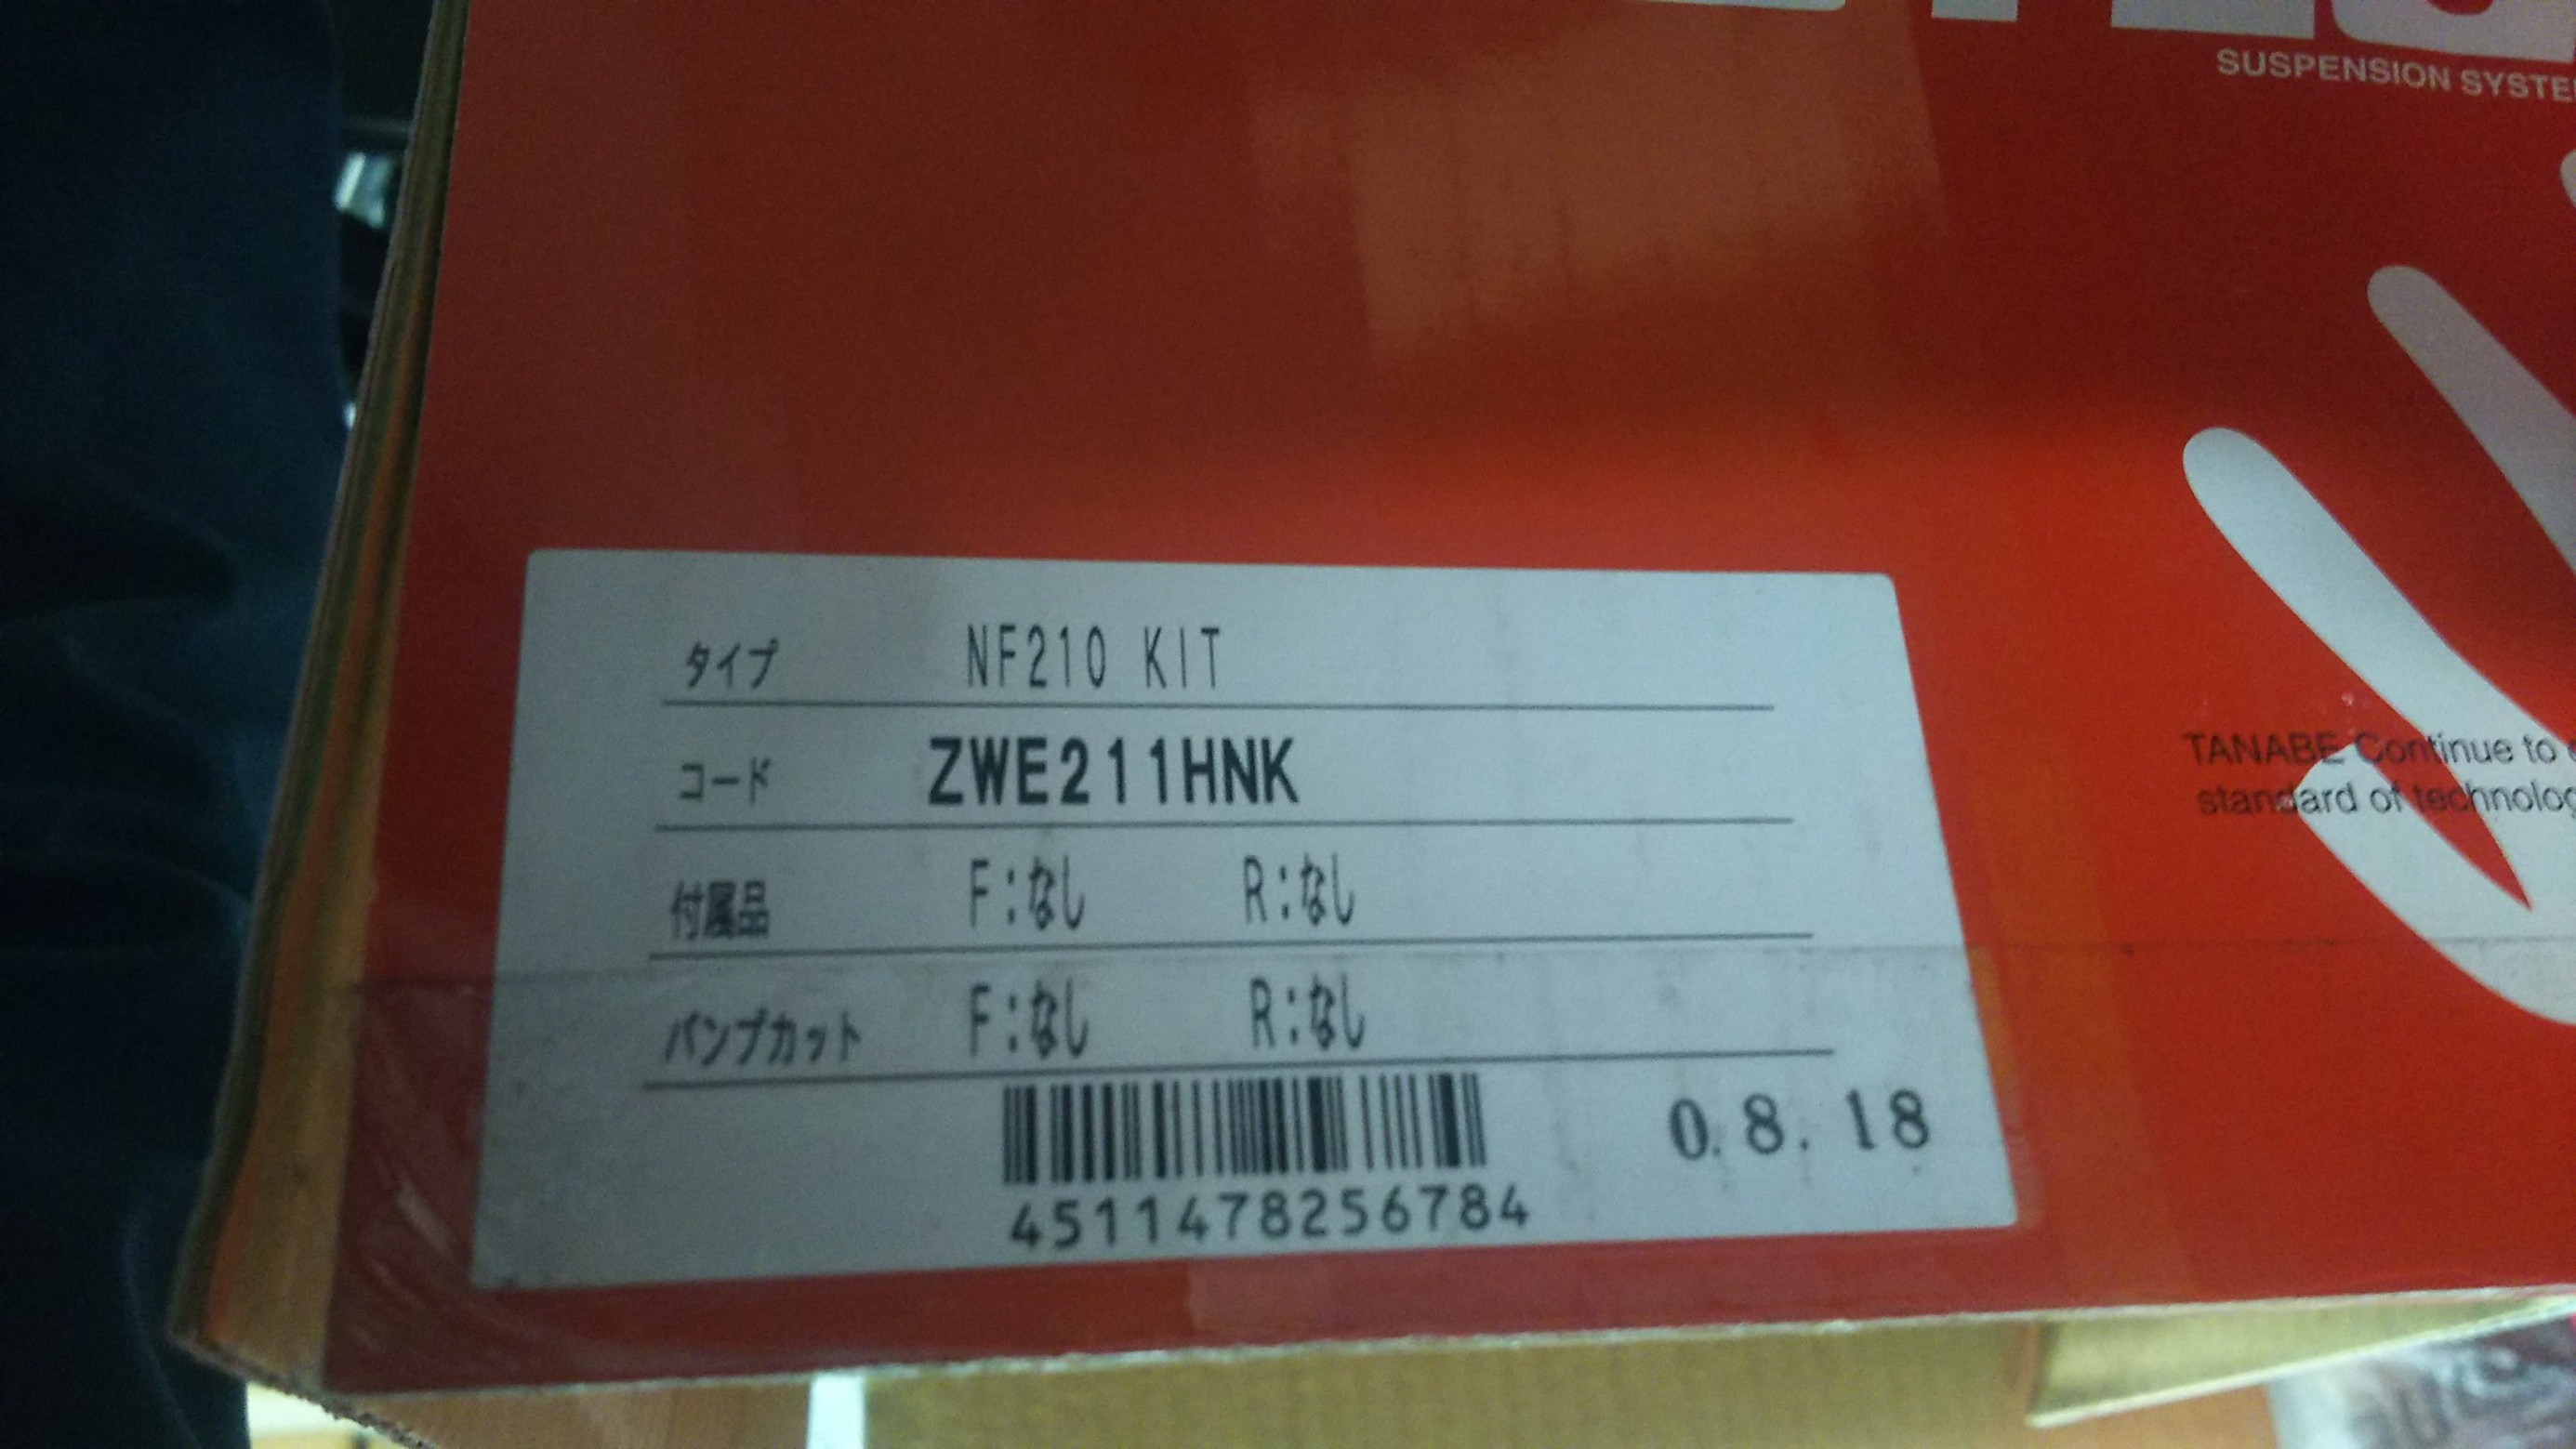 SUSPENSION SYSTE
タイプ NF210 KIT
コード ZWE211HNK
付属品 F:なし R:なし
バンプカット F:なし R:なし
0.8.18
4511478256784
TANABE Continue to
standard of technolog